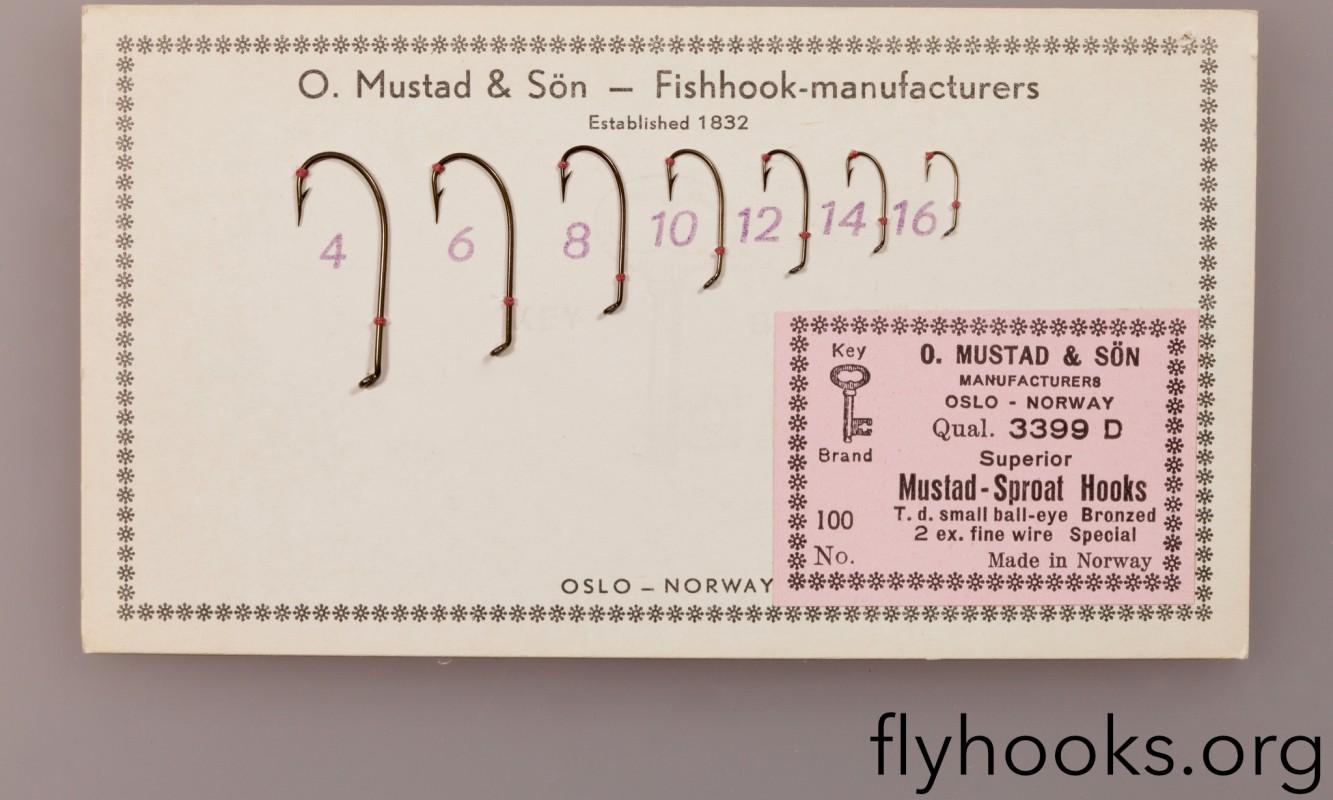 O. Mustad & Sön — Fishhook-manufacturers
Established 1832
4 6 8 10 12 14 16
Key
Brand
100
No.
O. MUSTAD & SÖN
MANUFACTURERS
OSLO - NORWAY
Qual. 3399 D
Superior
Mustad-Sproat Hooks
T. d. small ball-eye Bronzed
2 ex. fine wire Special
Made in Norway
OSLO — NORWAY
flyhooks.org